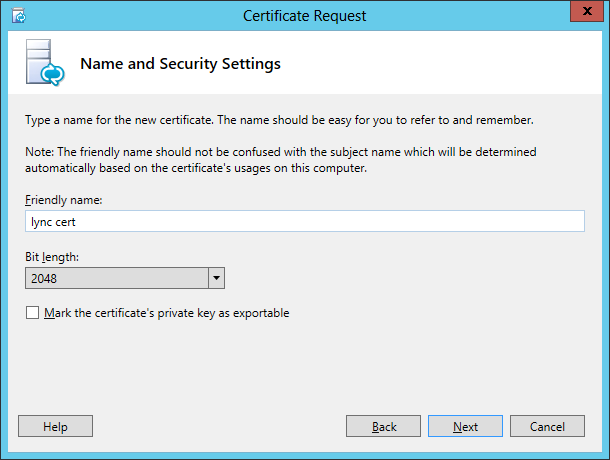 Certificate Request
x
Name and Security Settings
Type a name for the new certificate. The name should be easy for you to refer to and remember.
Note: The friendly name should not be confused with the subject name which will be determined
automatically based on the certificate's usages on this computer.
Friendly name:
lync cert
Bit length:
2048
Mark the certificate's private key as exportable
Help
Back
Next
Cancel